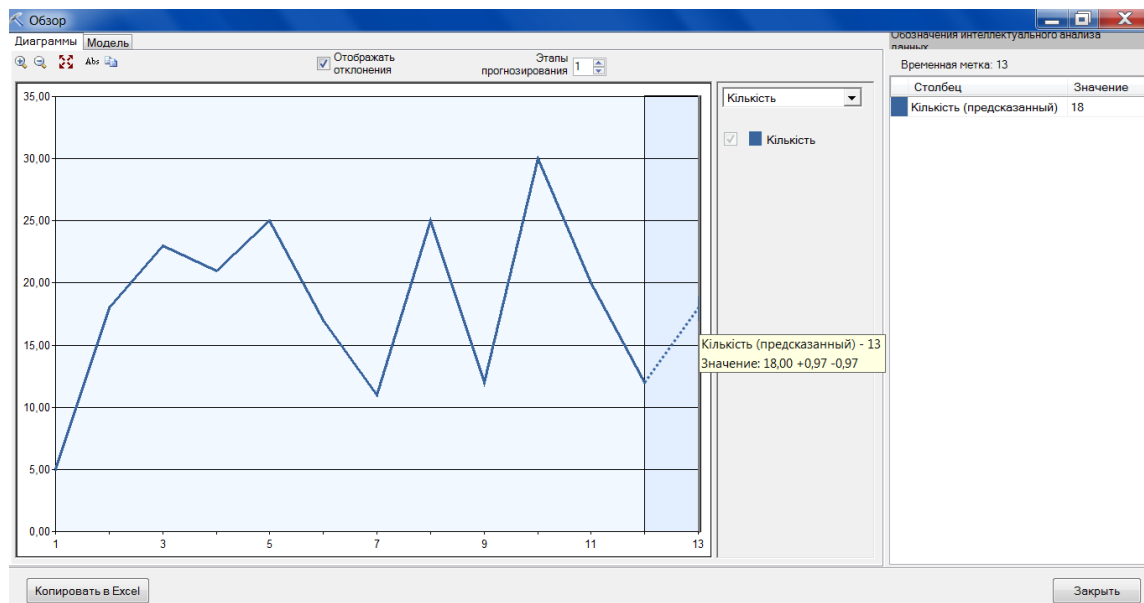 Обзор
Диаграммы Модель
Abs
Отображать
отклонения
Этапы
прогнозирования 1
35,00
30,00
25,00
20,00
15,00
10,00
5,00
0,00
1 3 5 7 9 11 13
Кількість (предсказанный) - 13
Значение: 18,00 +0,97 -0,97
Кількість
Кількість
Обозначения интеллектуального анализа
данных
Временная метка: 13
Столбец Значение
Кількість (предсказанный) 18
Копировать в Excel
Закрыть